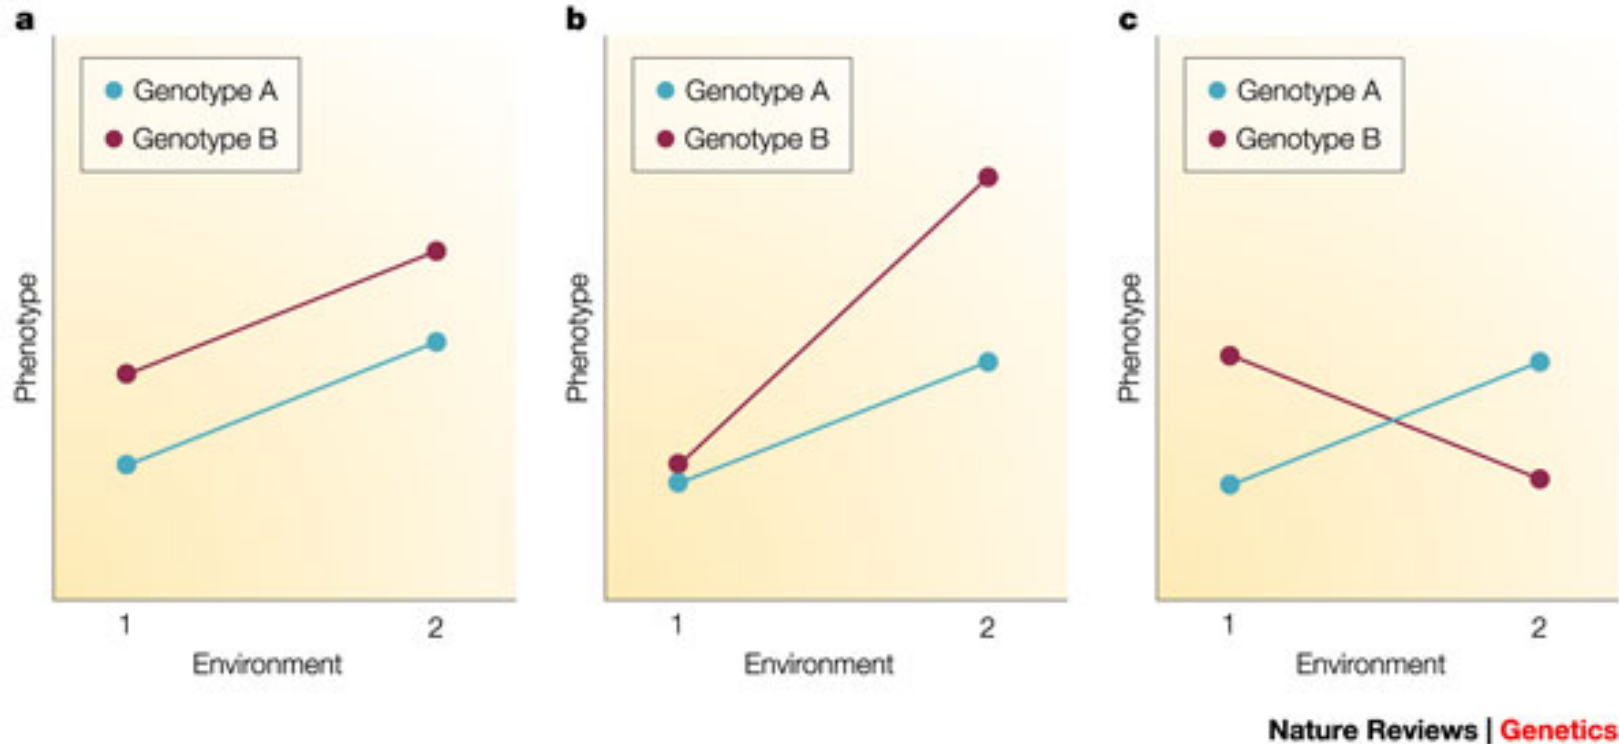 a
Genotype A
Genotype B
Phenotype
1 2
Environment
b
Genotype A
Genotype B
Phenotype
1 2
Environment
c
Genotype A
Genotype B
Phenotype
1 2
Environment
Nature Reviews | Genetics